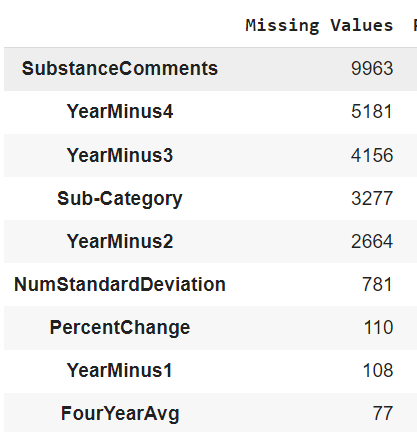 Missing Values
SubstanceComments 9963
YearMinus4 5181
YearMinus3 4156
Sub-Category 3277
YearMinus2 2664
NumStandardDeviation 781
PercentChange 110
YearMinus1 108
FourYearAvg 77